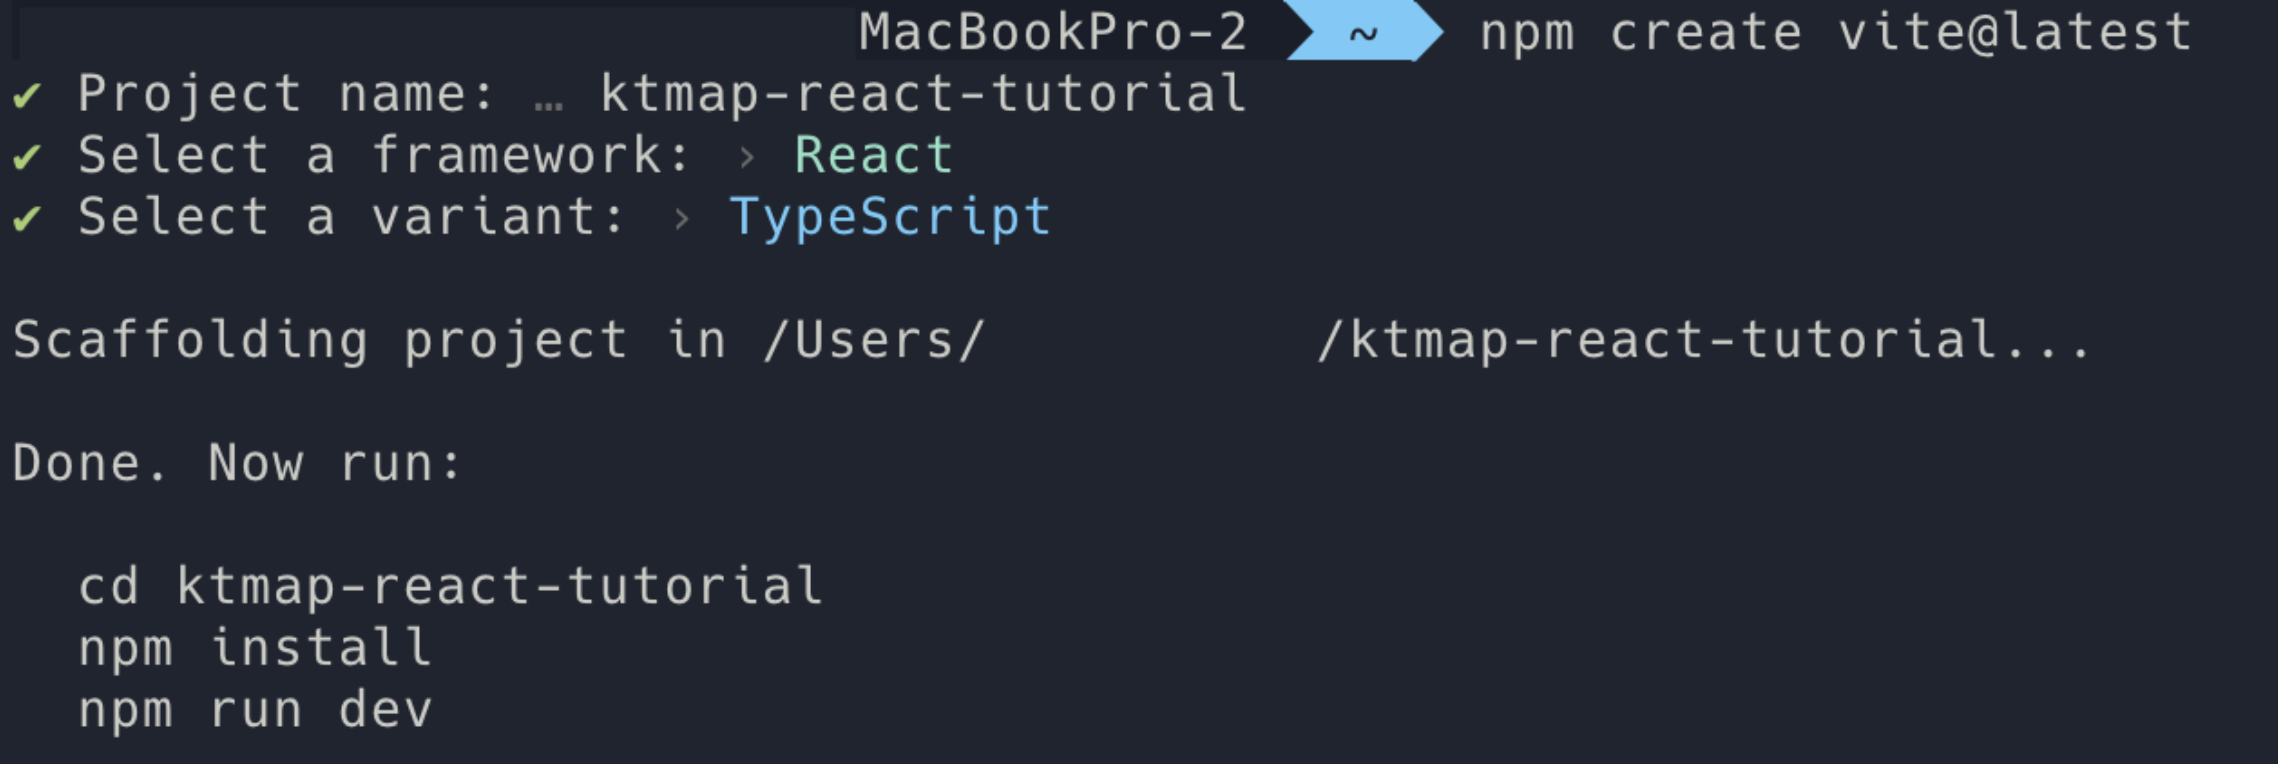 MacBookPro-2 ~ npm create vite@latest
✔ Project name: … ktmap-react-tutorial
✔ Select a framework: › React
✔ Select a variant: › TypeScript
Scaffolding project in /Users/ /ktmap-react-tutorial...
Done. Now run:
cd ktmap-react-tutorial
npm install
npm run dev